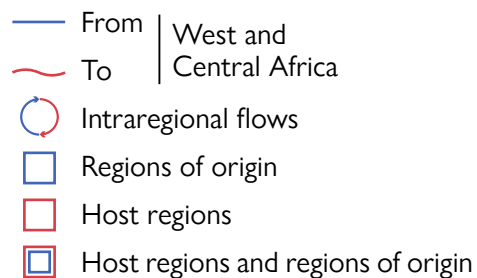 From
To
West and
Central Africa
Intraregional flows
Regions of origin
Host regions
Host regions and regions of origin